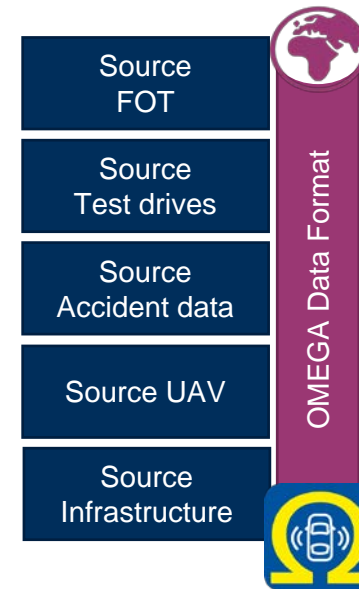 Source
FOT
Source
Test drives
Source
Accident data
Source UAV
Source
Infrastructure
OMEGA Data Format
Ω